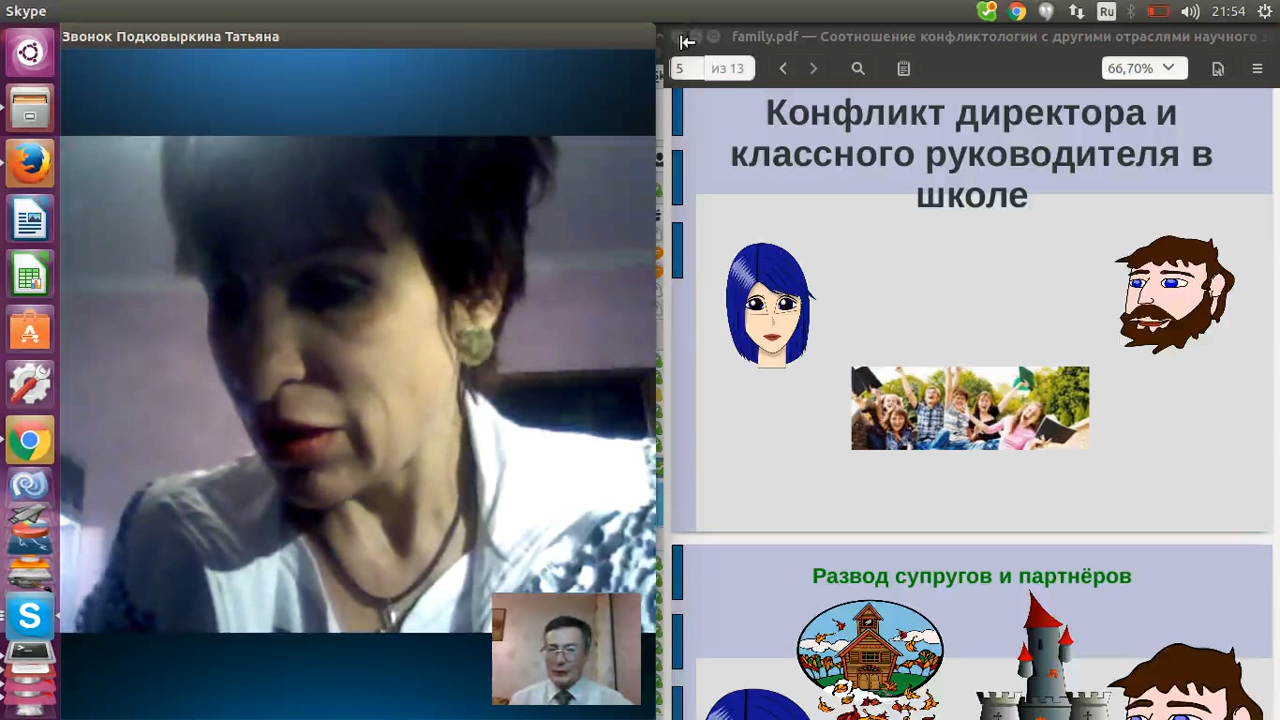 Skype
Ru
21:54
Звонок Подковыркина Татьяна
family.pdf — Соотношение конфликтологии с другими отраслями научного
5 из 13
66,70%
Конфликт директора и
классного руководителя в
школе
Развод супругов и партнёров